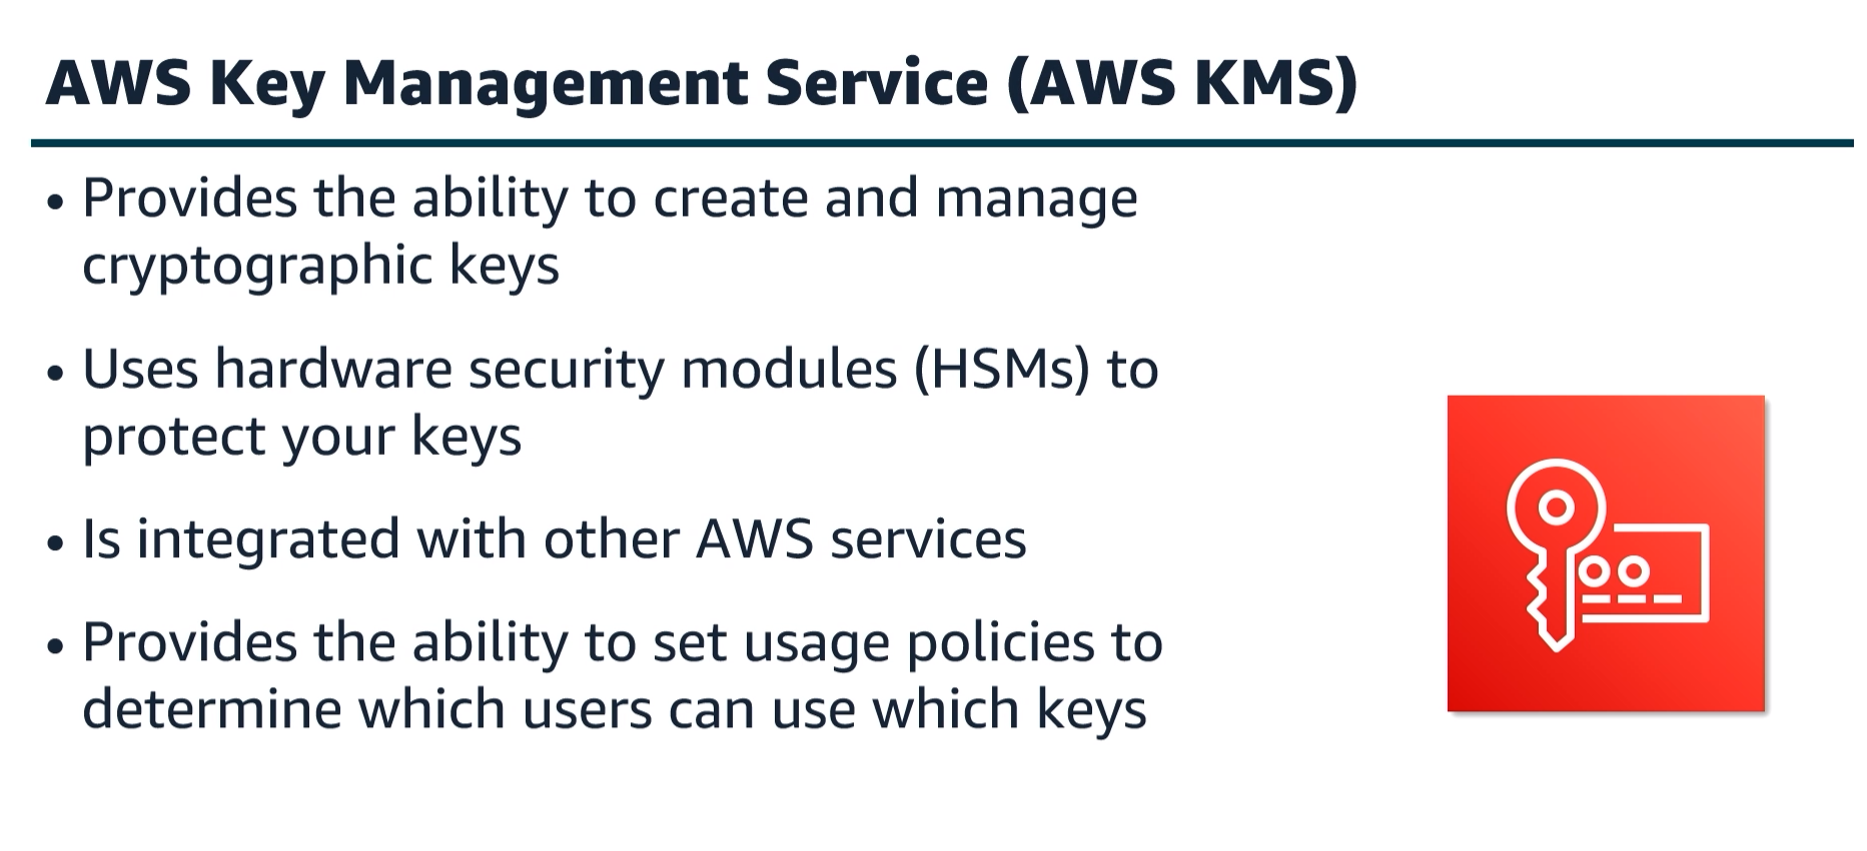 AWS Key Management Service (AWS KMS)
• Provides the ability to create and manage
cryptographic keys
• Uses hardware security modules (HSMs) to
protect your keys
• Is integrated with other AWS services
• Provides the ability to set usage policies to
determine which users can use which keys